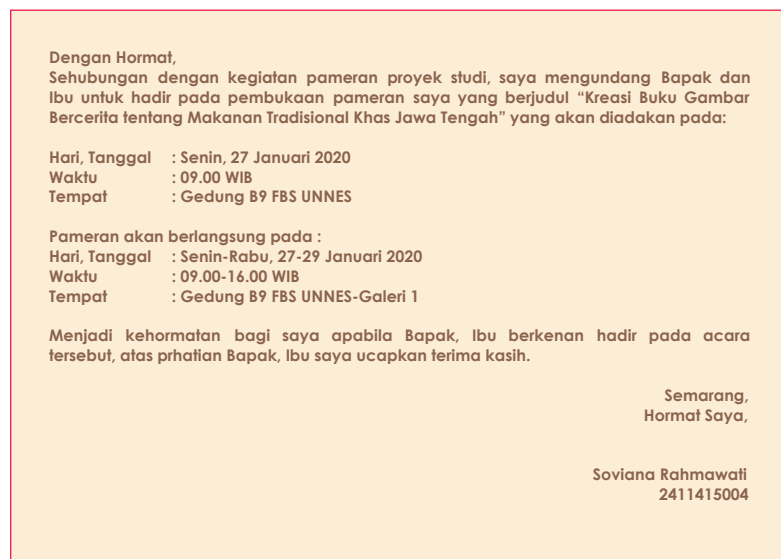 Dengan Hormat,
Sehubungan dengan kegiatan pameran proyek studi, saya mengundang Bapak dan
Ibu untuk hadir pada pembukaan pameran saya yang berjudul “Kreasi Buku Gambar
Bercerita tentang Makanan Tradisional Khas Jawa Tengah” yang akan diadakan pada:
Hari, Tanggal : Senin, 27 Januari 2020
Waktu : 09.00 WIB
Tempat : Gedung B9 FBS UNNES
Pameran akan berlangsung pada :
Hari, Tanggal : Senin-Rabu, 27-29 Januari 2020
Waktu : 09.00-16.00 WIB
Tempat : Gedung B9 FBS UNNES-Galeri 1
Menjadi kehormatan bagi saya apabila Bapak, Ibu berkenan hadir pada acara
tersebut, atas prhatian Bapak, Ibu saya ucapkan terima kasih.
Semarang,
Hormat Saya,
Soviana Rahmawati
2411415004